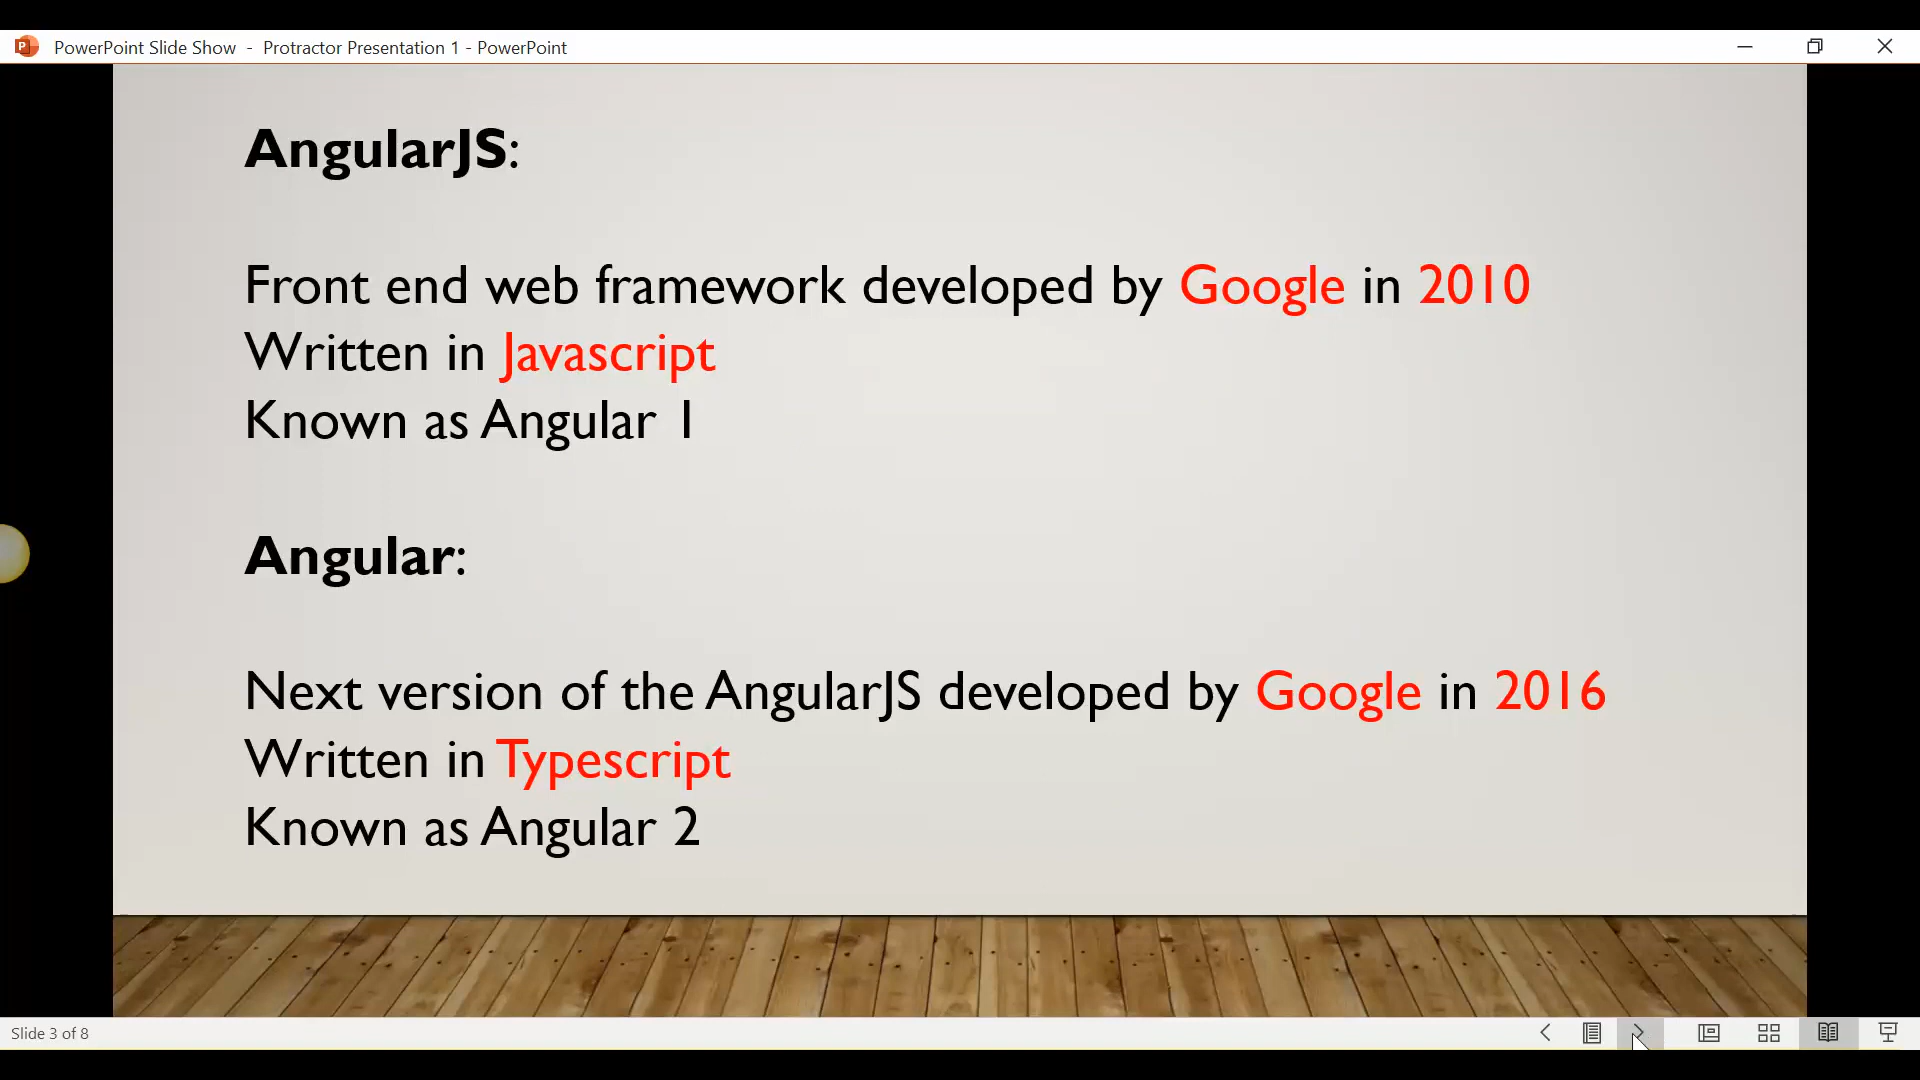 PowerPoint Slide Show - Protractor Presentation 1 - PowerPoint
AngularJS:
Front end web framework developed by Google in 2010
Written in Javascript
Known as Angular 1
Angular:
Next version of the AngularJS developed by Google in 2016
Written in Typescript
Known as Angular 2
Slide 3 of 8